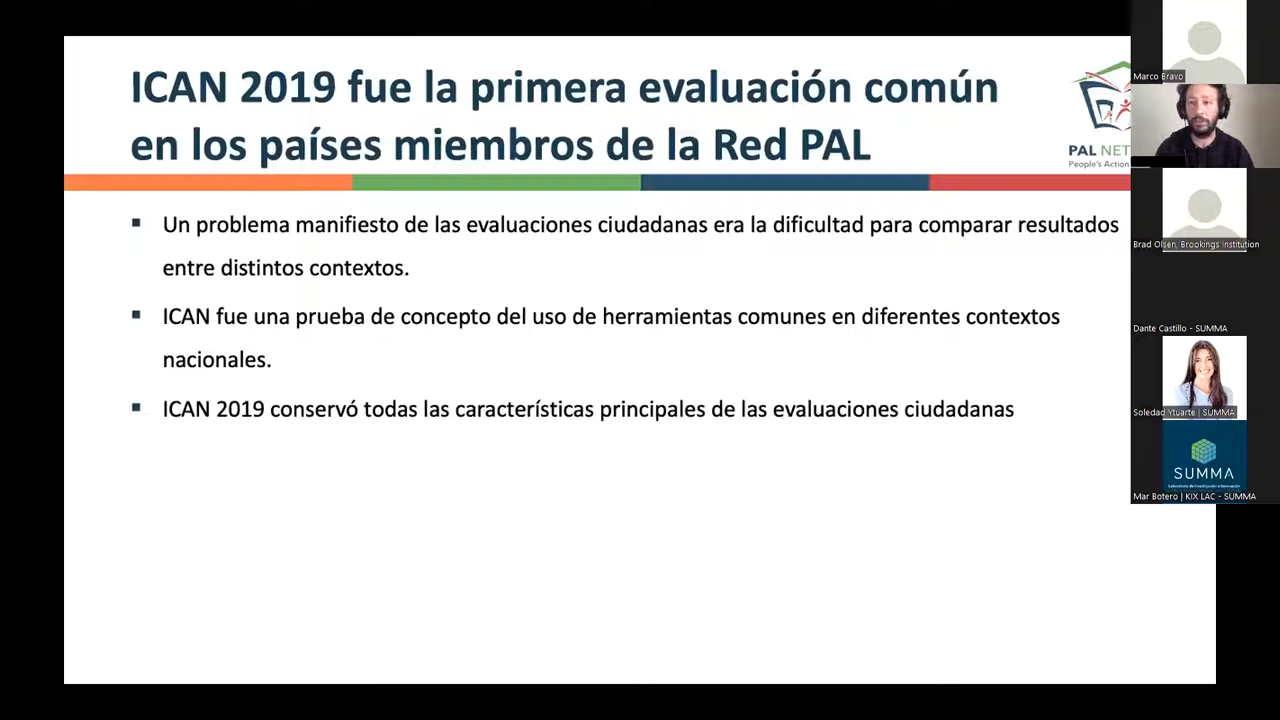 ICAN 2019 fue la primera evaluación común
en los países miembros de la Red PAL
PAL NET
People's Action
▪ Un problema manifiesto de las evaluaciones ciudadanas era la dificultad para comparar resultados
entre distintos contextos.
▪ ICAN fue una prueba de concepto del uso de herramientas comunes en diferentes contextos
nacionales.
▪ ICAN 2019 conservó todas las características principales de las evaluaciones ciudadanas
Marco Bravo
Brad Olsen, Brookings Institution
Dante Castillo - SUMMA
Soledad Ytuarte | SUMMA
SUMMA
Laboratorio de Investigación e Innovación
Mar Botero | KIX LAC - SUMMA